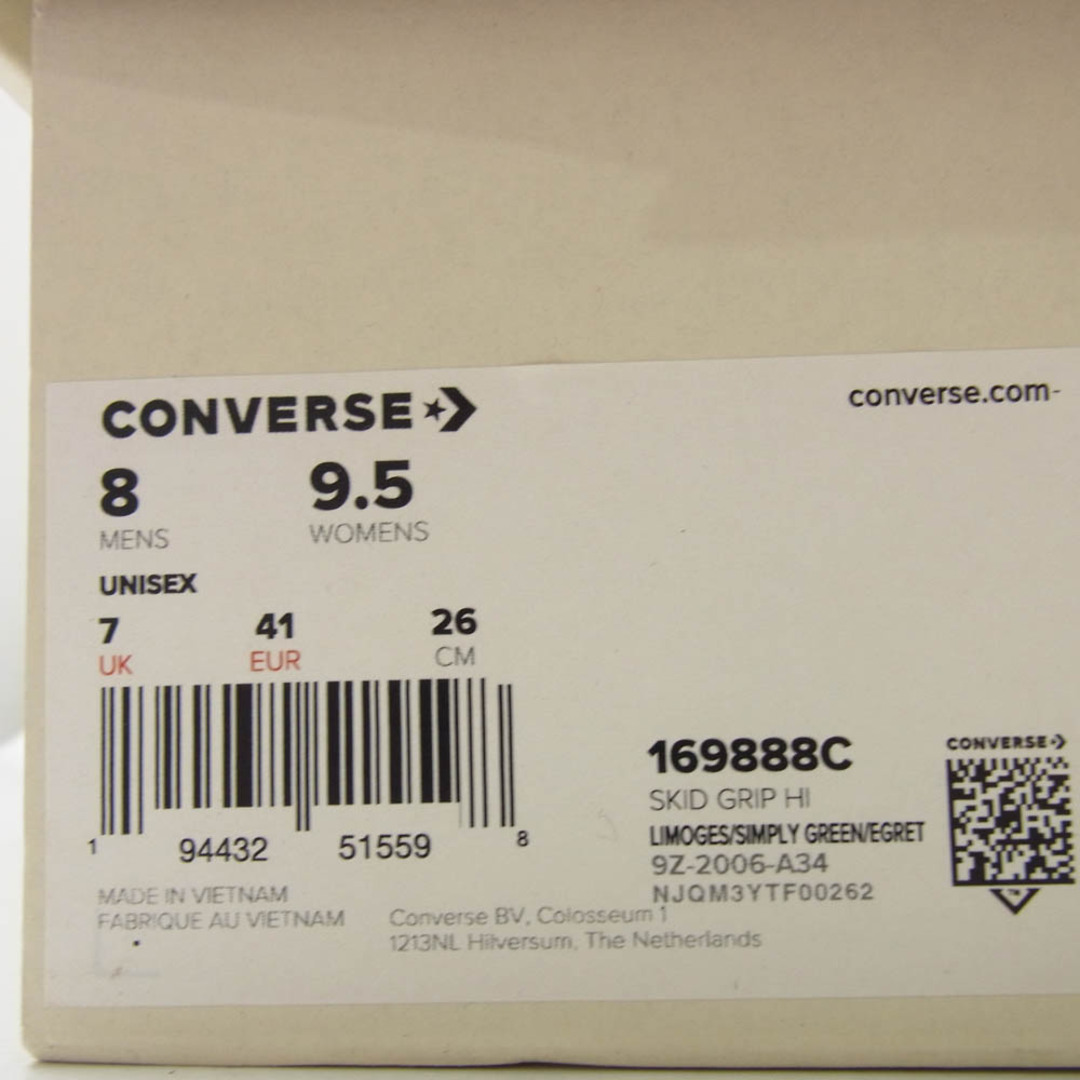 CONVERSE
converse.com-
8 9.5
MENS WOMENS
UNISEX
7 41 26
UK EUR CM
1 94432 51559 8
MADE IN VIETNAM
FABRIQUE AU VIETNAM
Converse BV, Colosseum 1
1213NL Hilversum, The Netherlands
169888C
SKID GRIP HI
LIMOGES/SIMPLY GREEN/EGRET
9Z-2006-A34
NJQM3YTF00262
CONVERSE